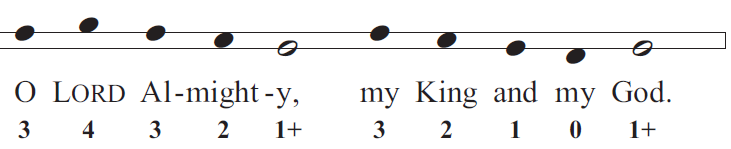 O LORD Al-might-y, my King and my God.
3 4 3 2 1+ 3 2 1 0 1+